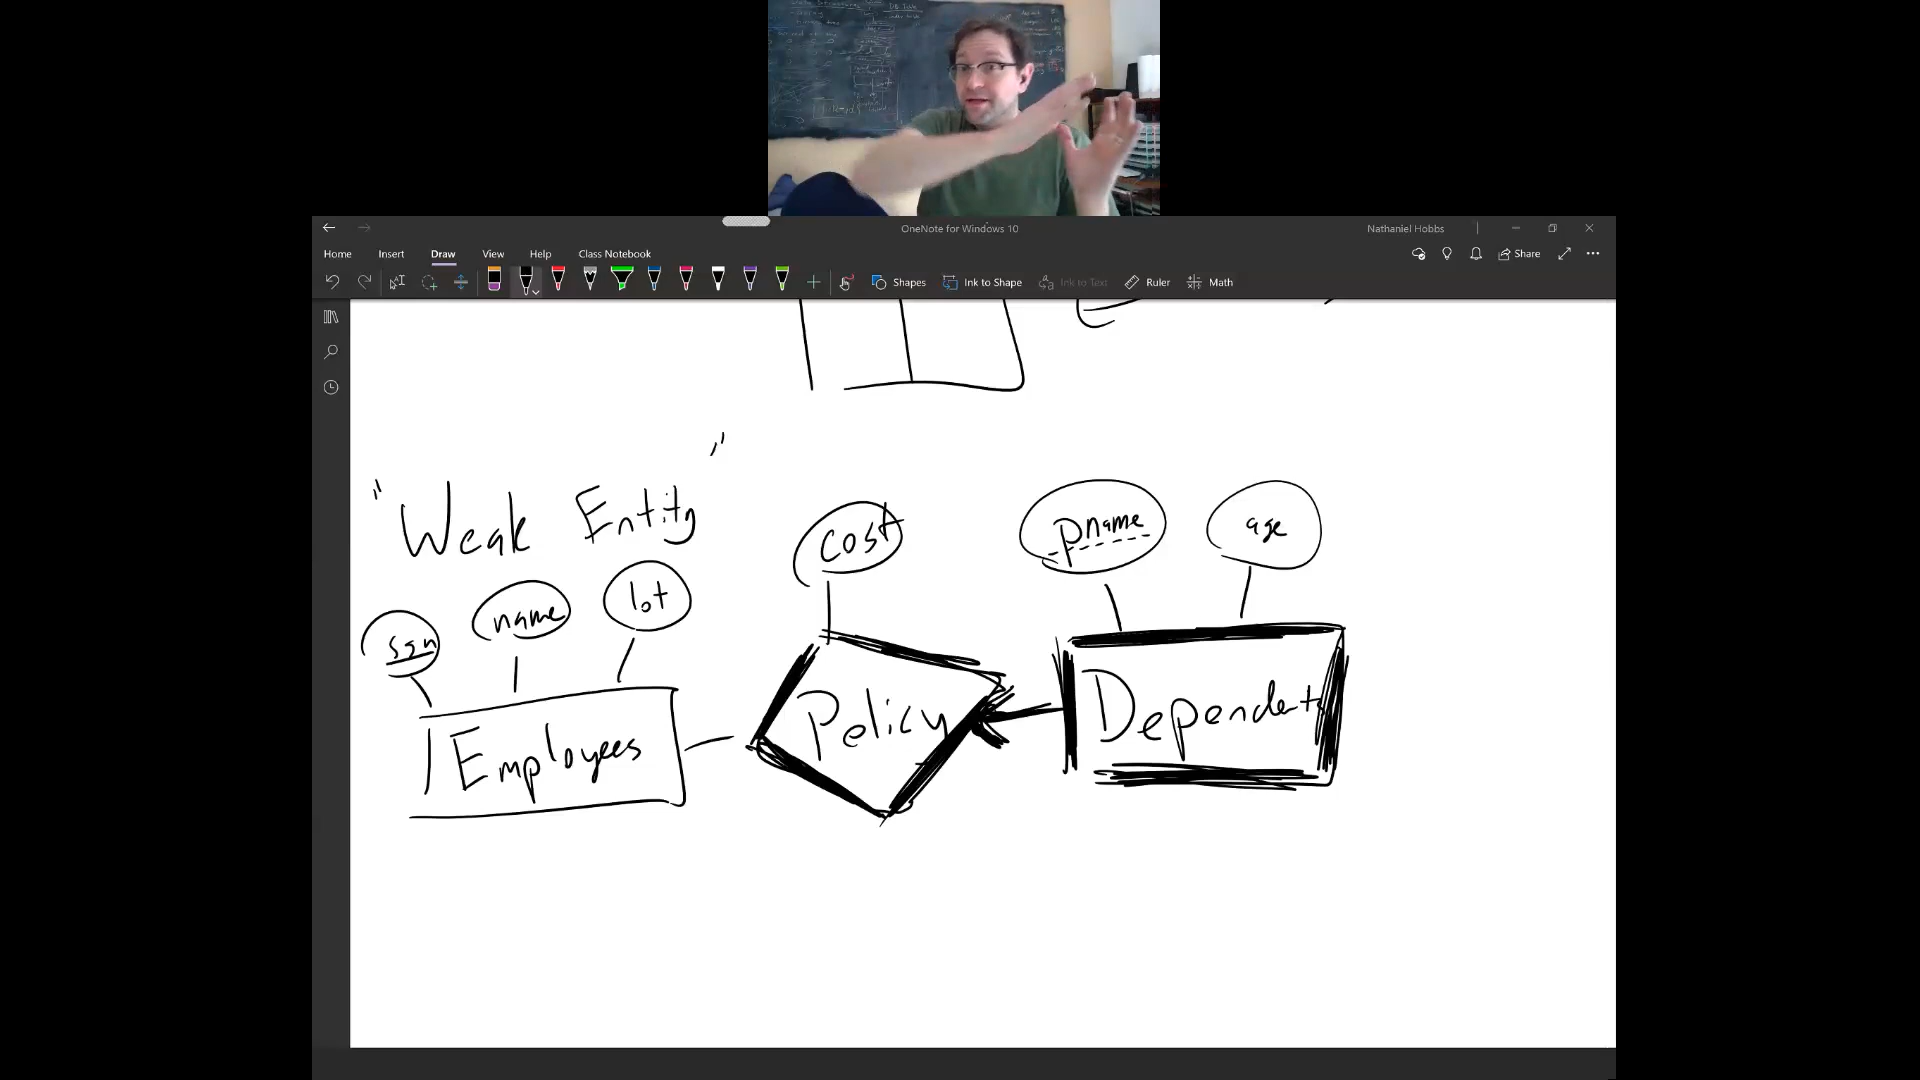 OneNote for Windows 10
Nathaniel Hobbs
Home Insert Draw View Help Class Notebook
Share
Shapes Ink to Shape Ink to Text Ruler Math
"Weak Entity"
cost
pname
age
ssn
name
lot
Employees
Policy
Dependents